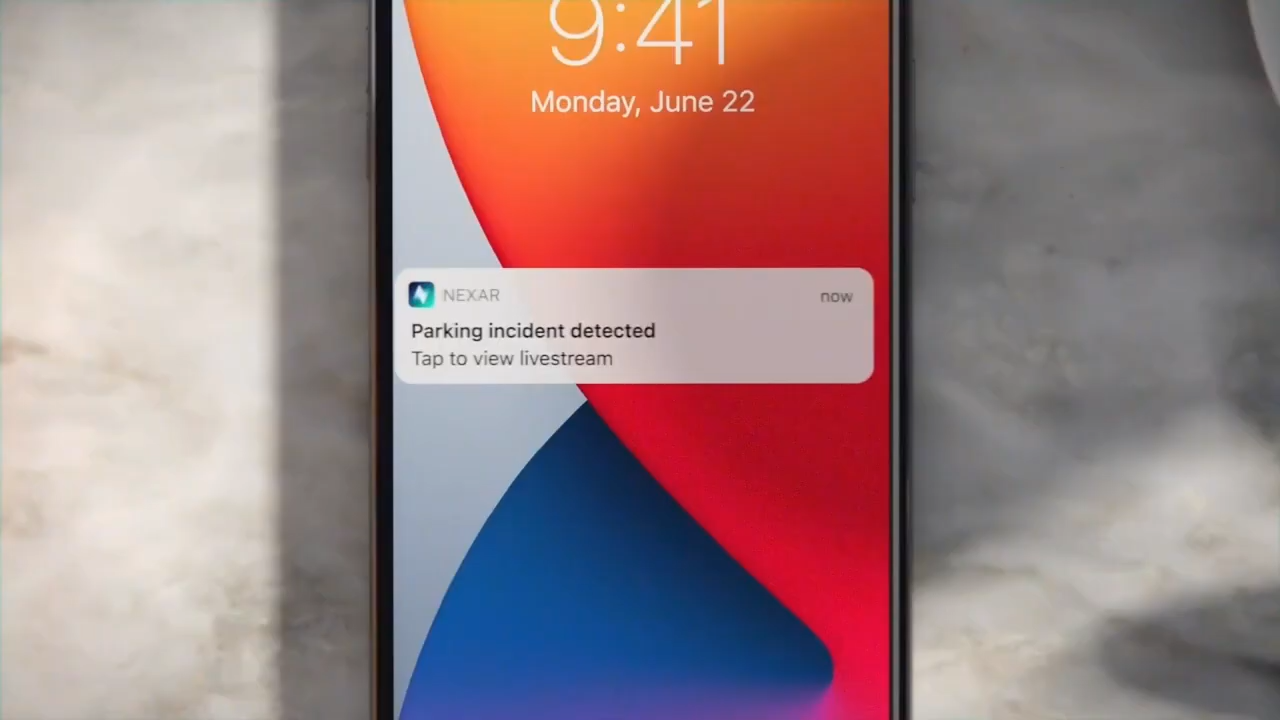 9:41
Monday, June 22
NEXAR
now
Parking incident detected
Tap to view livestream